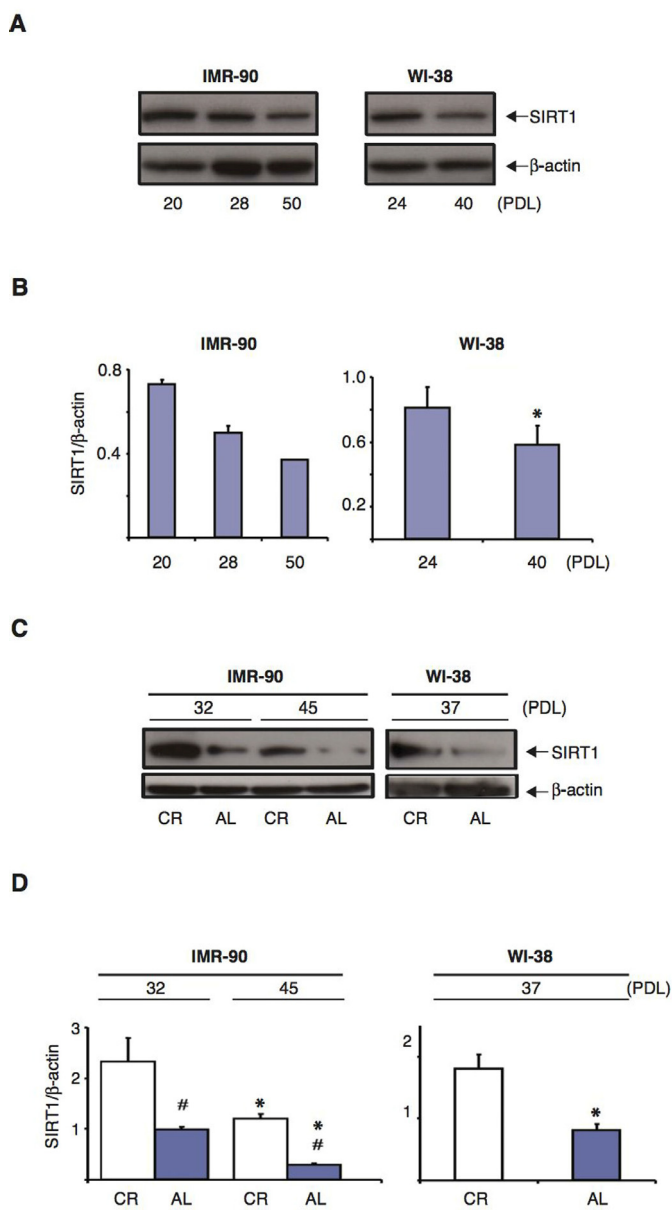 A
IMR-90 WI-38
SIRT1
β-actin
20 28 50 24 40 (PDL)
B
IMR-90 WI-38
SIRT1/β-actin
0.8
0.4
1.0
0.6
0.2
*
20 28 50 24 40 (PDL)
C
IMR-90 WI-38
32 45 37 (PDL)
SIRT1
β-actin
CR AL CR AL CR AL
D
IMR-90 WI-38
32 45 37 (PDL)
SIRT1/β-actin
3
2
1
#
*
*
#
2
1
*
CR AL CR AL CR AL